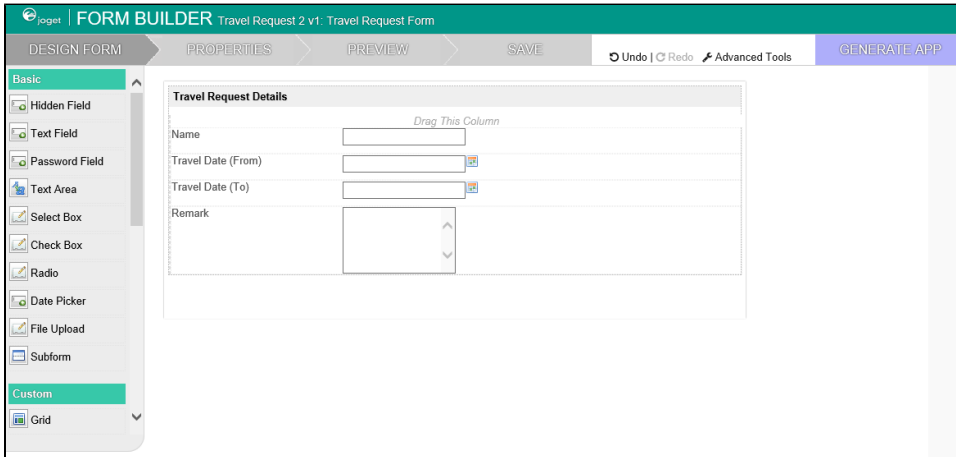 joget | FORM BUILDER Travel Request 2 v1: Travel Request Form
DESIGN FORM PROPERTIES PREVIEW SAVE Undo | Redo Advanced Tools GENERATE APP
Basic
Hidden Field
Text Field
Password Field
Text Area
Select Box
Check Box
Radio
Date Picker
File Upload
Subform
Custom
Grid
Travel Request Details
Drag This Column
Name
Travel Date (From)
Travel Date (To)
Remark